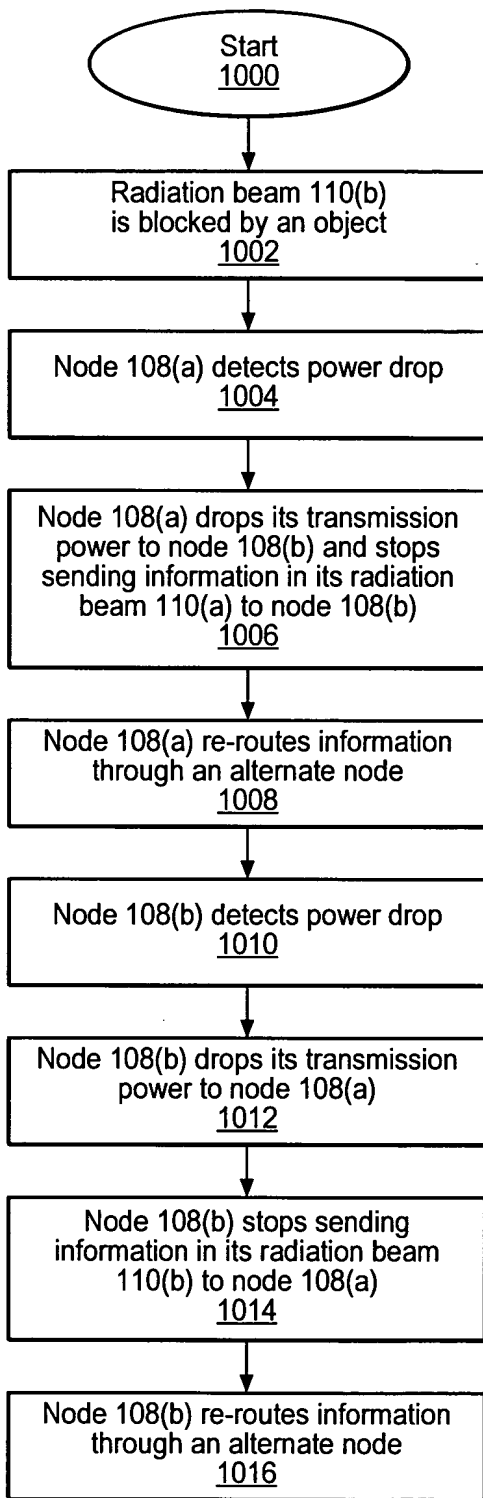 Start
1000
Radiation beam 110(b)
is blocked by an object
1002
Node 108(a) detects power drop
1004
Node 108(a) drops its transmission
power to node 108(b) and stops
sending information in its radiation
beam 110(a) to node 108(b)
1006
Node 108(a) re-routes information
through an alternate node
1008
Node 108(b) detects power drop
1010
Node 108(b) drops its transmission
power to node 108(a)
1012
Node 108(b) stops sending
information in its radiation beam
110(b) to node 108(a)
1014
Node 108(b) re-routes information
through an alternate node
1016